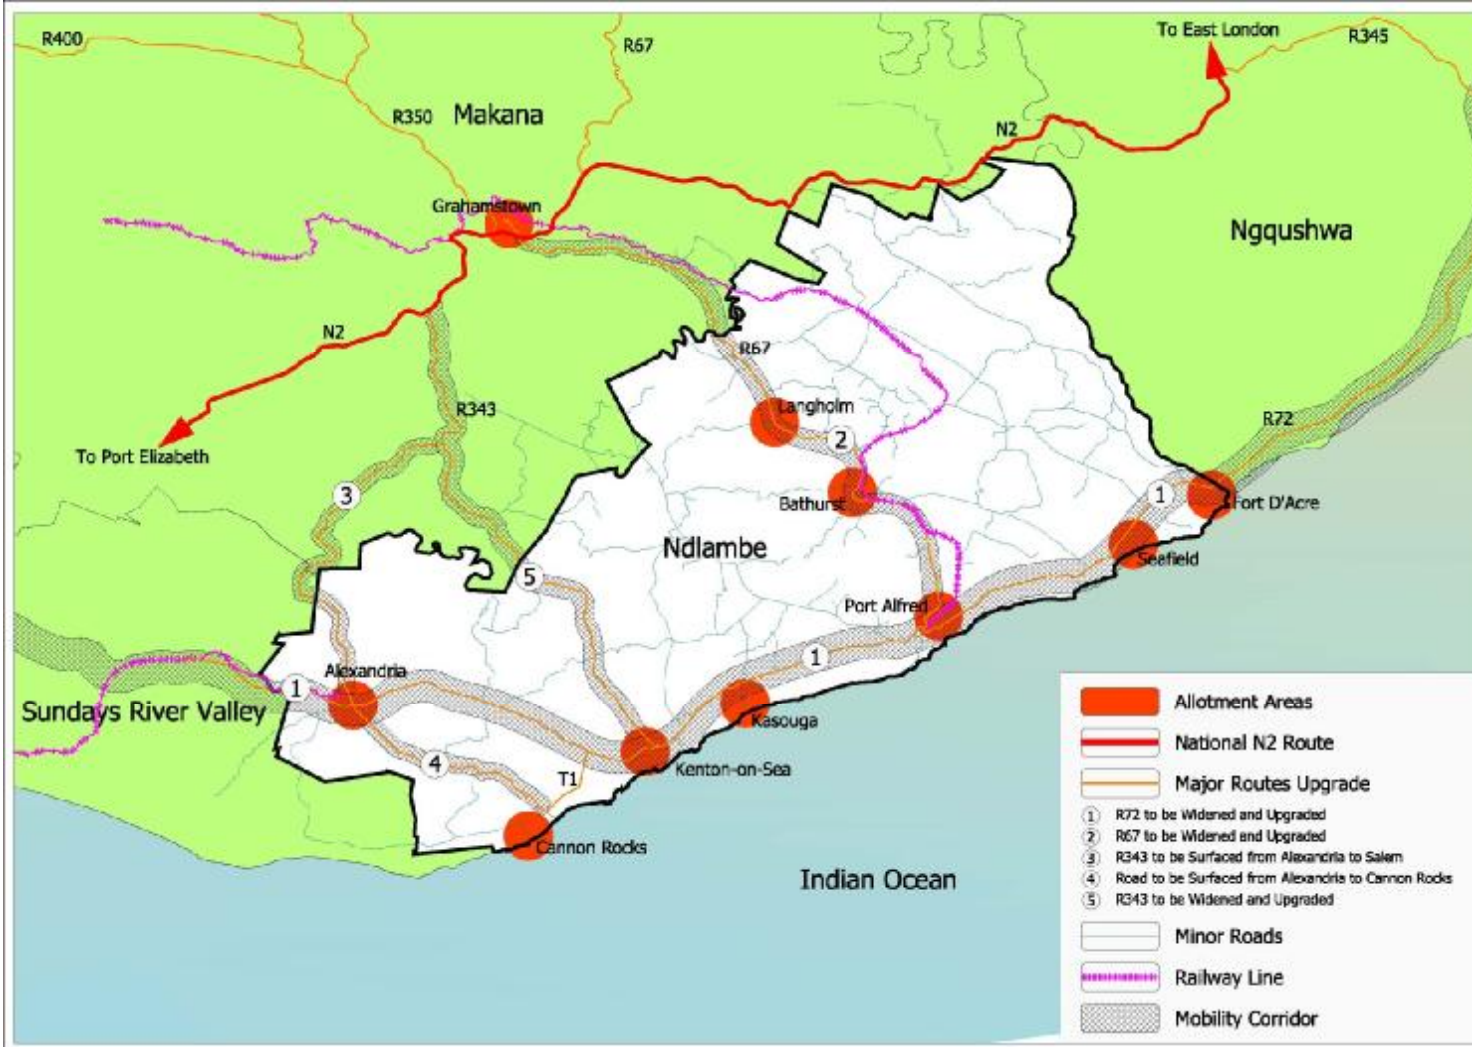 To East London
R400
R67
R345
R350
Makana
N2
Grahamstown
Ngqushwa
N2
R67
R343
Langholm
R72
To Port Elizabeth
2
3
1
Bathurst
Fort D'Acre
Ndlambe
Seafield
5
Port Alfred
1
Alexandria
1
Sundays River Valley
Kasouga
4
Kenton-on-Sea
T1
Cannon Rocks
Indian Ocean
Allotment Areas
National N2 Route
Major Routes Upgrade
1 R72 to be Widened and Upgraded
2 R67 to be Widened and Upgraded
3 R343 to be Surfaced from Alexandria to Salem
4 Road to be Surfaced from Alexandria to Cannon Rocks
5 R343 to be Widened and Upgraded
Minor Roads
Railway Line
Mobility Corridor